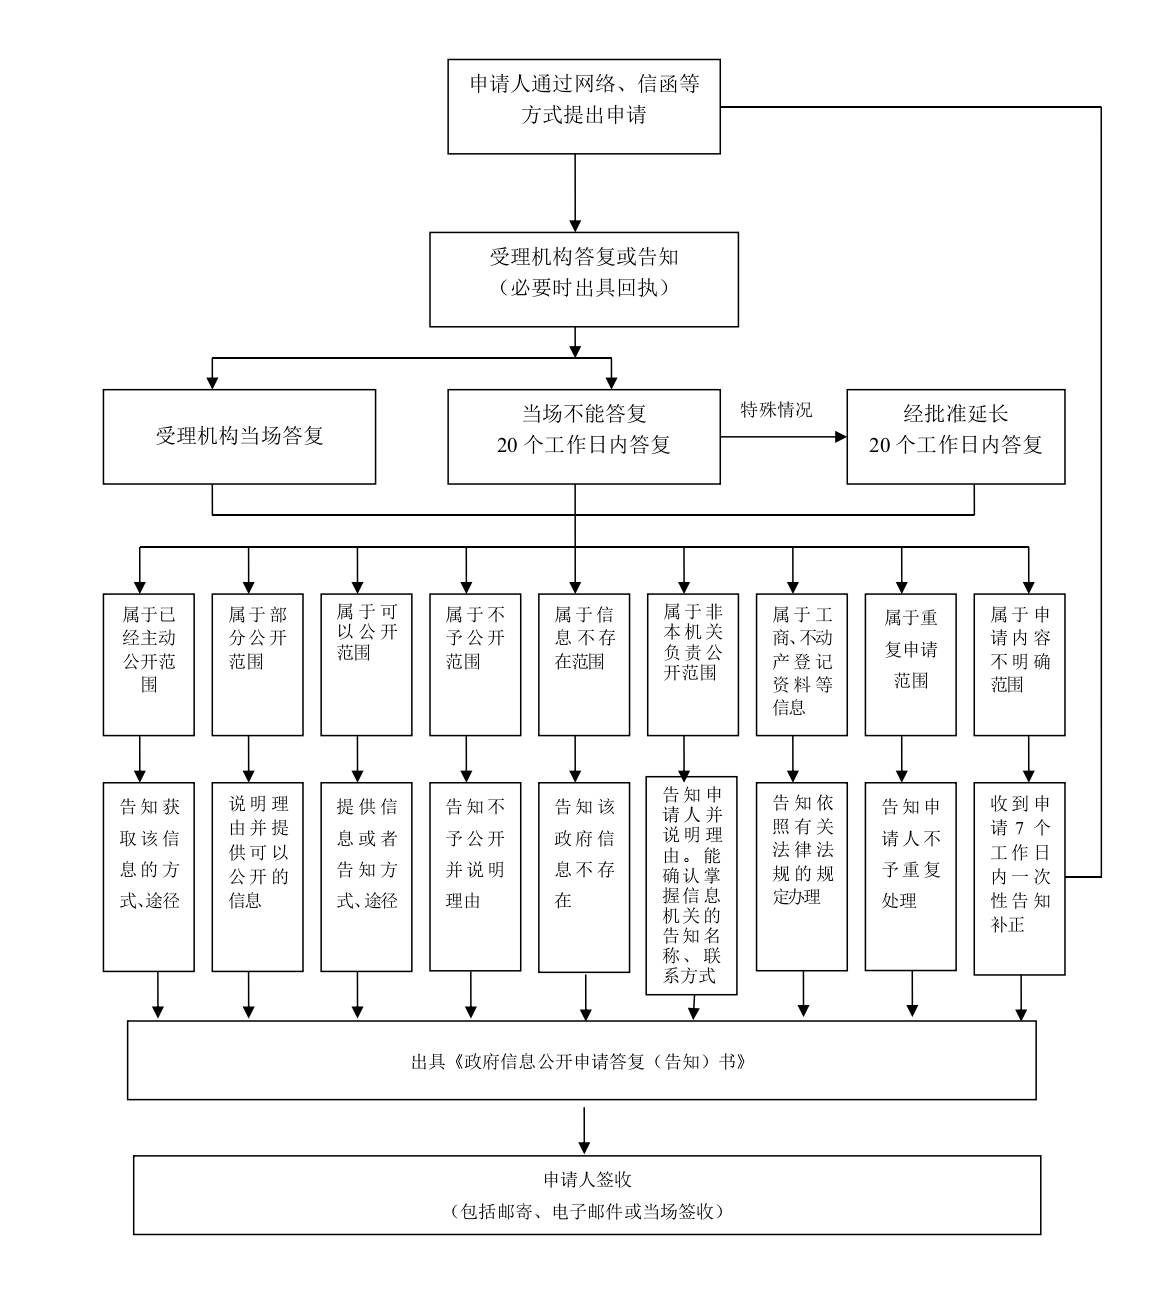 申请人通过网络、信函等
方式提出申请
受理机构答复或告知
（必要时出具回执）
受理机构当场答复
当场不能答复
20 个工作日内答复
特殊情况
经批准延长
20 个工作日内答复
属于已
经主动
公开范
围
属于部
分公开
范围
属于可
以公开
范围
属于不
予公开
范围
属于信
息不存
在范围
属于非
本机关
负责公
开范围
属于工
商、不动
产登记
资料等
信息
属于重
复申请
范围
属于申
请内容
不明确
范围
告知获
取该信
息的方
式、途径
说明理
由并提
供可以
公开的
信息
提供信
息或者
告知方
式、途径
告知不
予公开
并说明
理由
告知该
政府信
息不存
在
告知申
请人并
说明理
由。能
确认掌
握信息
机关的
告知名
称、联
系方式
告知依
照有关
法律法
规的规
定办理
告知申
请人不
予重复
处理
收到申
请 7 个
工作日
内一次
性告知
补正
出具《政府信息公开申请答复（告知）书》
申请人签收
（包括邮寄、电子邮件或当场签收）